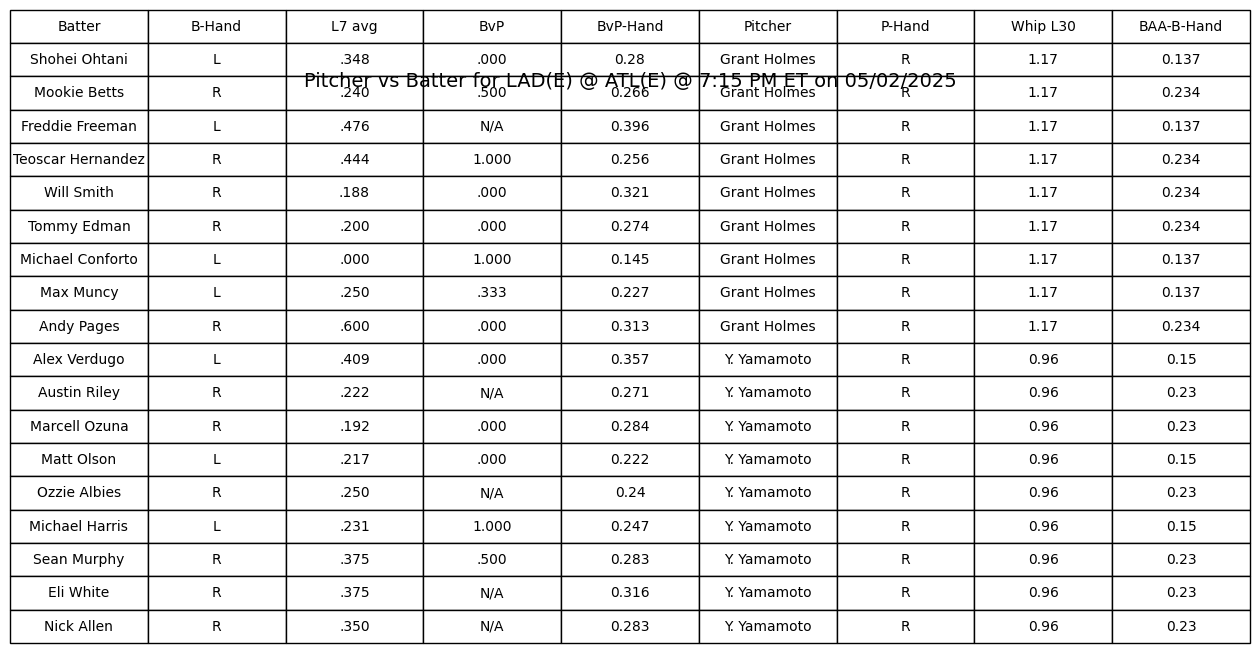 Batter B-Hand L7 avg BvP BvP-Hand Pitcher P-Hand Whip L30 BAA-B-Hand
Shohei Ohtani L .348 .000 0.28 Grant Holmes R 1.17 0.137
Pitcher vs Batter for LAD(E) @ ATL(E) @ 7:15 PM ET on 05/02/2025
Mookie Betts R .240 .500 0.266 Grant Holmes R 1.17 0.234
Freddie Freeman L .476 N/A 0.396 Grant Holmes R 1.17 0.137
Teoscar Hernandez R .444 1.000 0.256 Grant Holmes R 1.17 0.234
Will Smith R .188 .000 0.321 Grant Holmes R 1.17 0.234
Tommy Edman R .200 .000 0.274 Grant Holmes R 1.17 0.234
Michael Conforto L .000 1.000 0.145 Grant Holmes R 1.17 0.137
Max Muncy L .250 .333 0.227 Grant Holmes R 1.17 0.137
Andy Pages R .600 .000 0.313 Grant Holmes R 1.17 0.234
Alex Verdugo L .409 .000 0.357 Y. Yamamoto R 0.96 0.15
Austin Riley R .222 N/A 0.271 Y. Yamamoto R 0.96 0.23
Marcell Ozuna R .192 .000 0.284 Y. Yamamoto R 0.96 0.23
Matt Olson L .217 .000 0.222 Y. Yamamoto R 0.96 0.15
Ozzie Albies R .250 N/A 0.24 Y. Yamamoto R 0.96 0.23
Michael Harris L .231 1.000 0.247 Y. Yamamoto R 0.96 0.15
Sean Murphy R .375 .500 0.283 Y. Yamamoto R 0.96 0.23
Eli White R .375 N/A 0.316 Y. Yamamoto R 0.96 0.23
Nick Allen R .350 N/A 0.283 Y. Yamamoto R 0.96 0.23